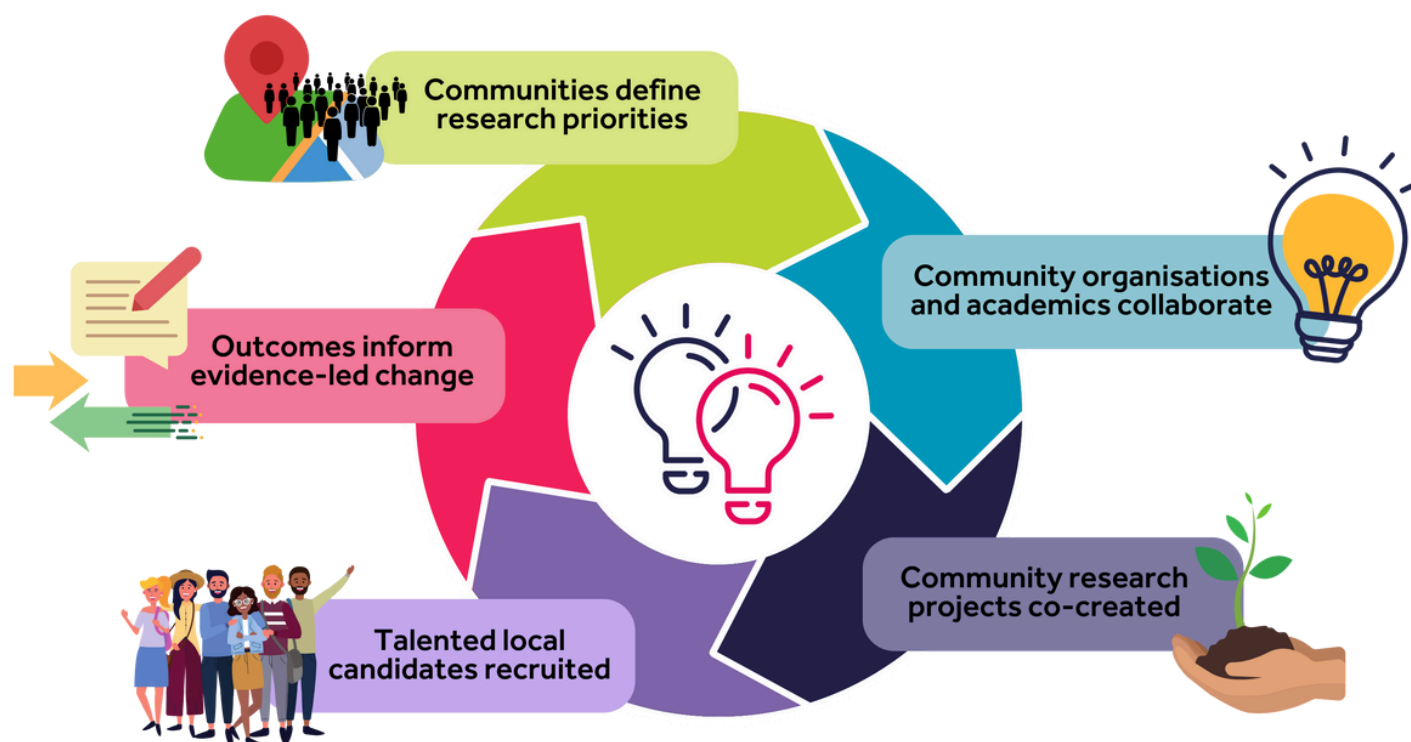 Communities define
research priorities
Community organisations
and academics collaborate
Community research
projects co-created
Talented local
candidates recruited
Outcomes inform
evidence-led change